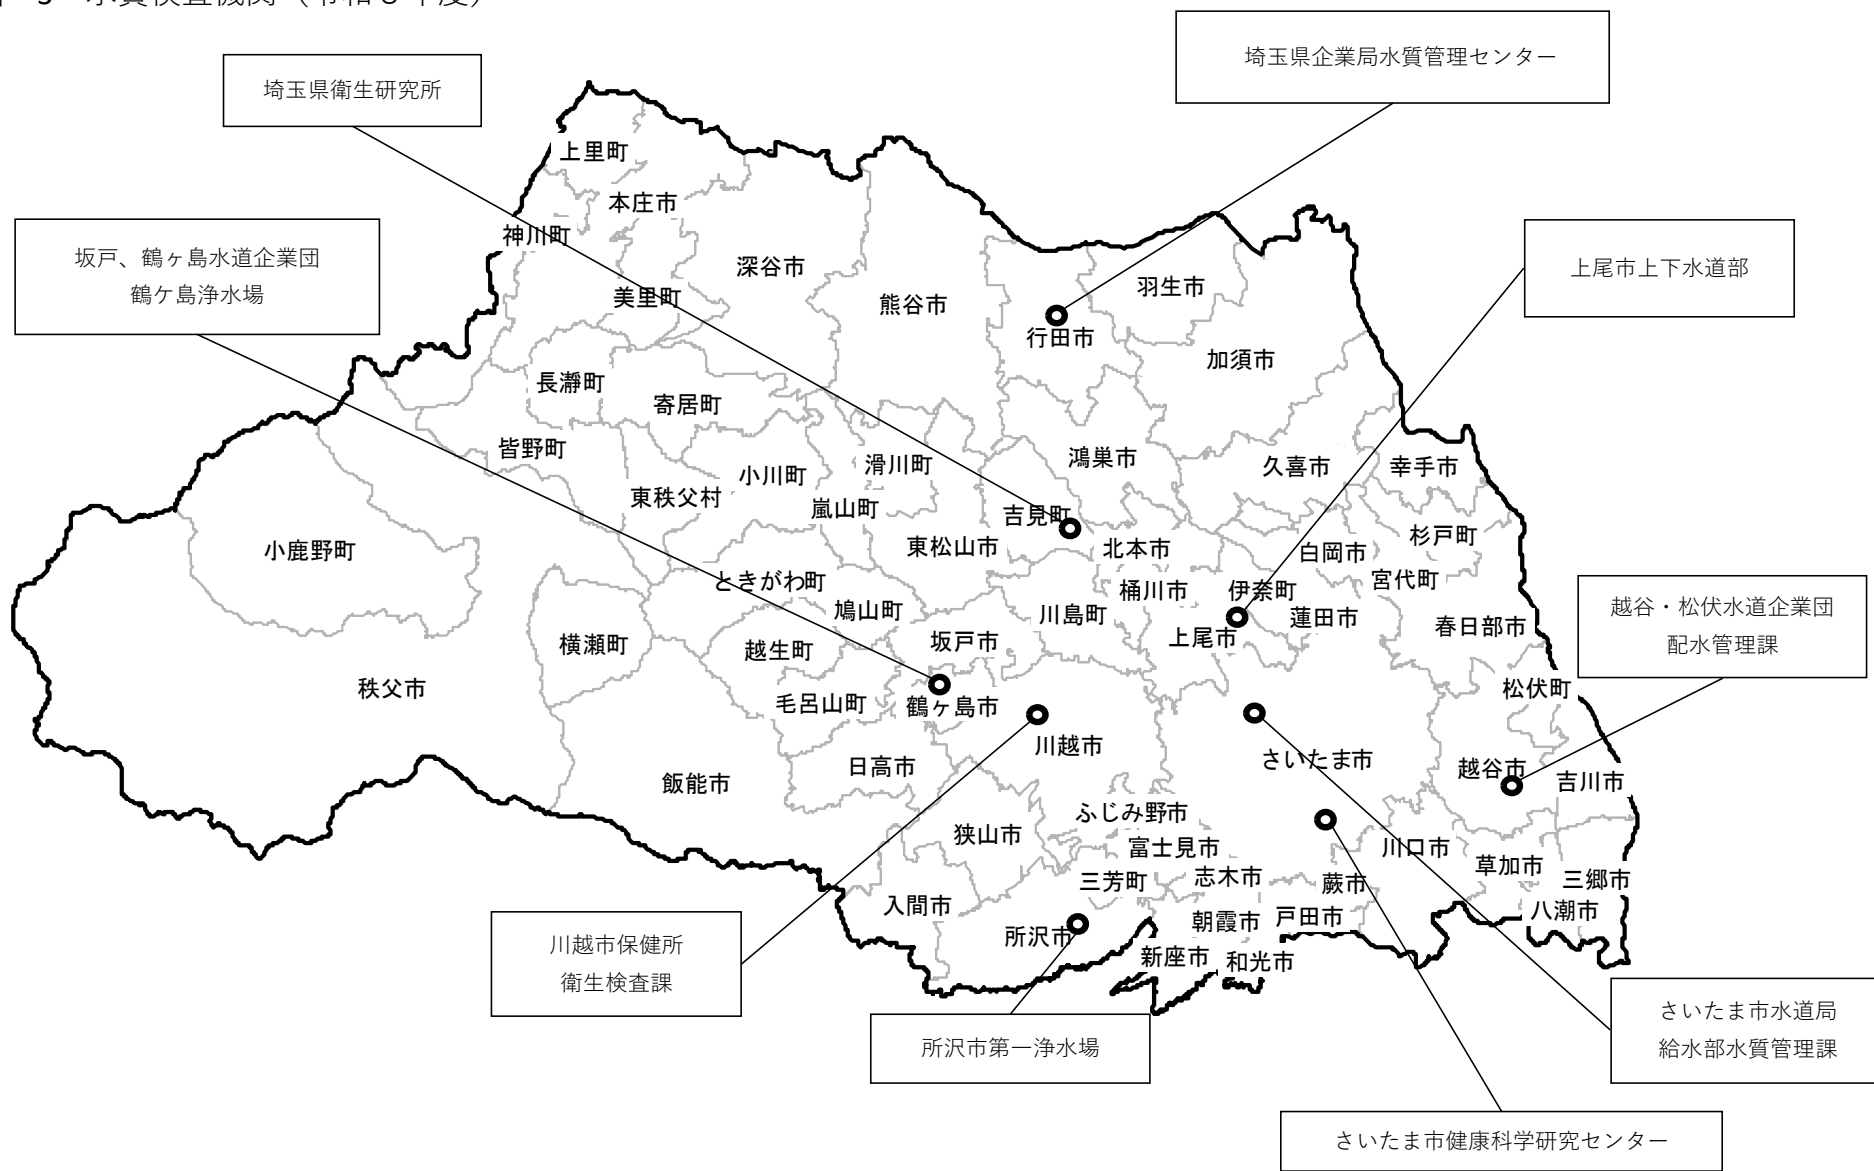 水質検査機関（令和
年度）
埼玉県企業局水質管理センター
埼玉県衛生研究所
上里町
本庄市
神川町
坂戸、鶴ヶ島水道企業団
鶴ケ島浄水場
深谷市
美里町
熊谷市
羽生市
行田市
加須市
上尾市上下水道部
長瀞町
寄居町
皆野町
小川町
滑川町
鴻巣市
久喜市
幸手市
東秩父村
嵐山町
吉見町
小鹿野町
東松山市
北本市
白岡市
杉戸町
ときがわ町
桶川市
伊奈町
宮代町
鳩山町
川島町
蓮田市
横瀬町
越生町
坂戸市
上尾市
春日部市
越谷・松伏水道企業団
配水管理課
秩父市
毛呂山町
鶴ヶ島市
松伏町
川越市
さいたま市
飯能市
日高市
越谷市
吉川市
ふじみ野市
狭山市
富士見市
川口市
草加市
三芳町
志木市
蕨市
三郷市
入間市
朝霞市
戸田市
八潮市
所沢市
新座市
和光市
川越市保健所
衛生検査課
所沢市第一浄水場
さいたま市水道局
給水部水質管理課
さいたま市健康科学研究センター